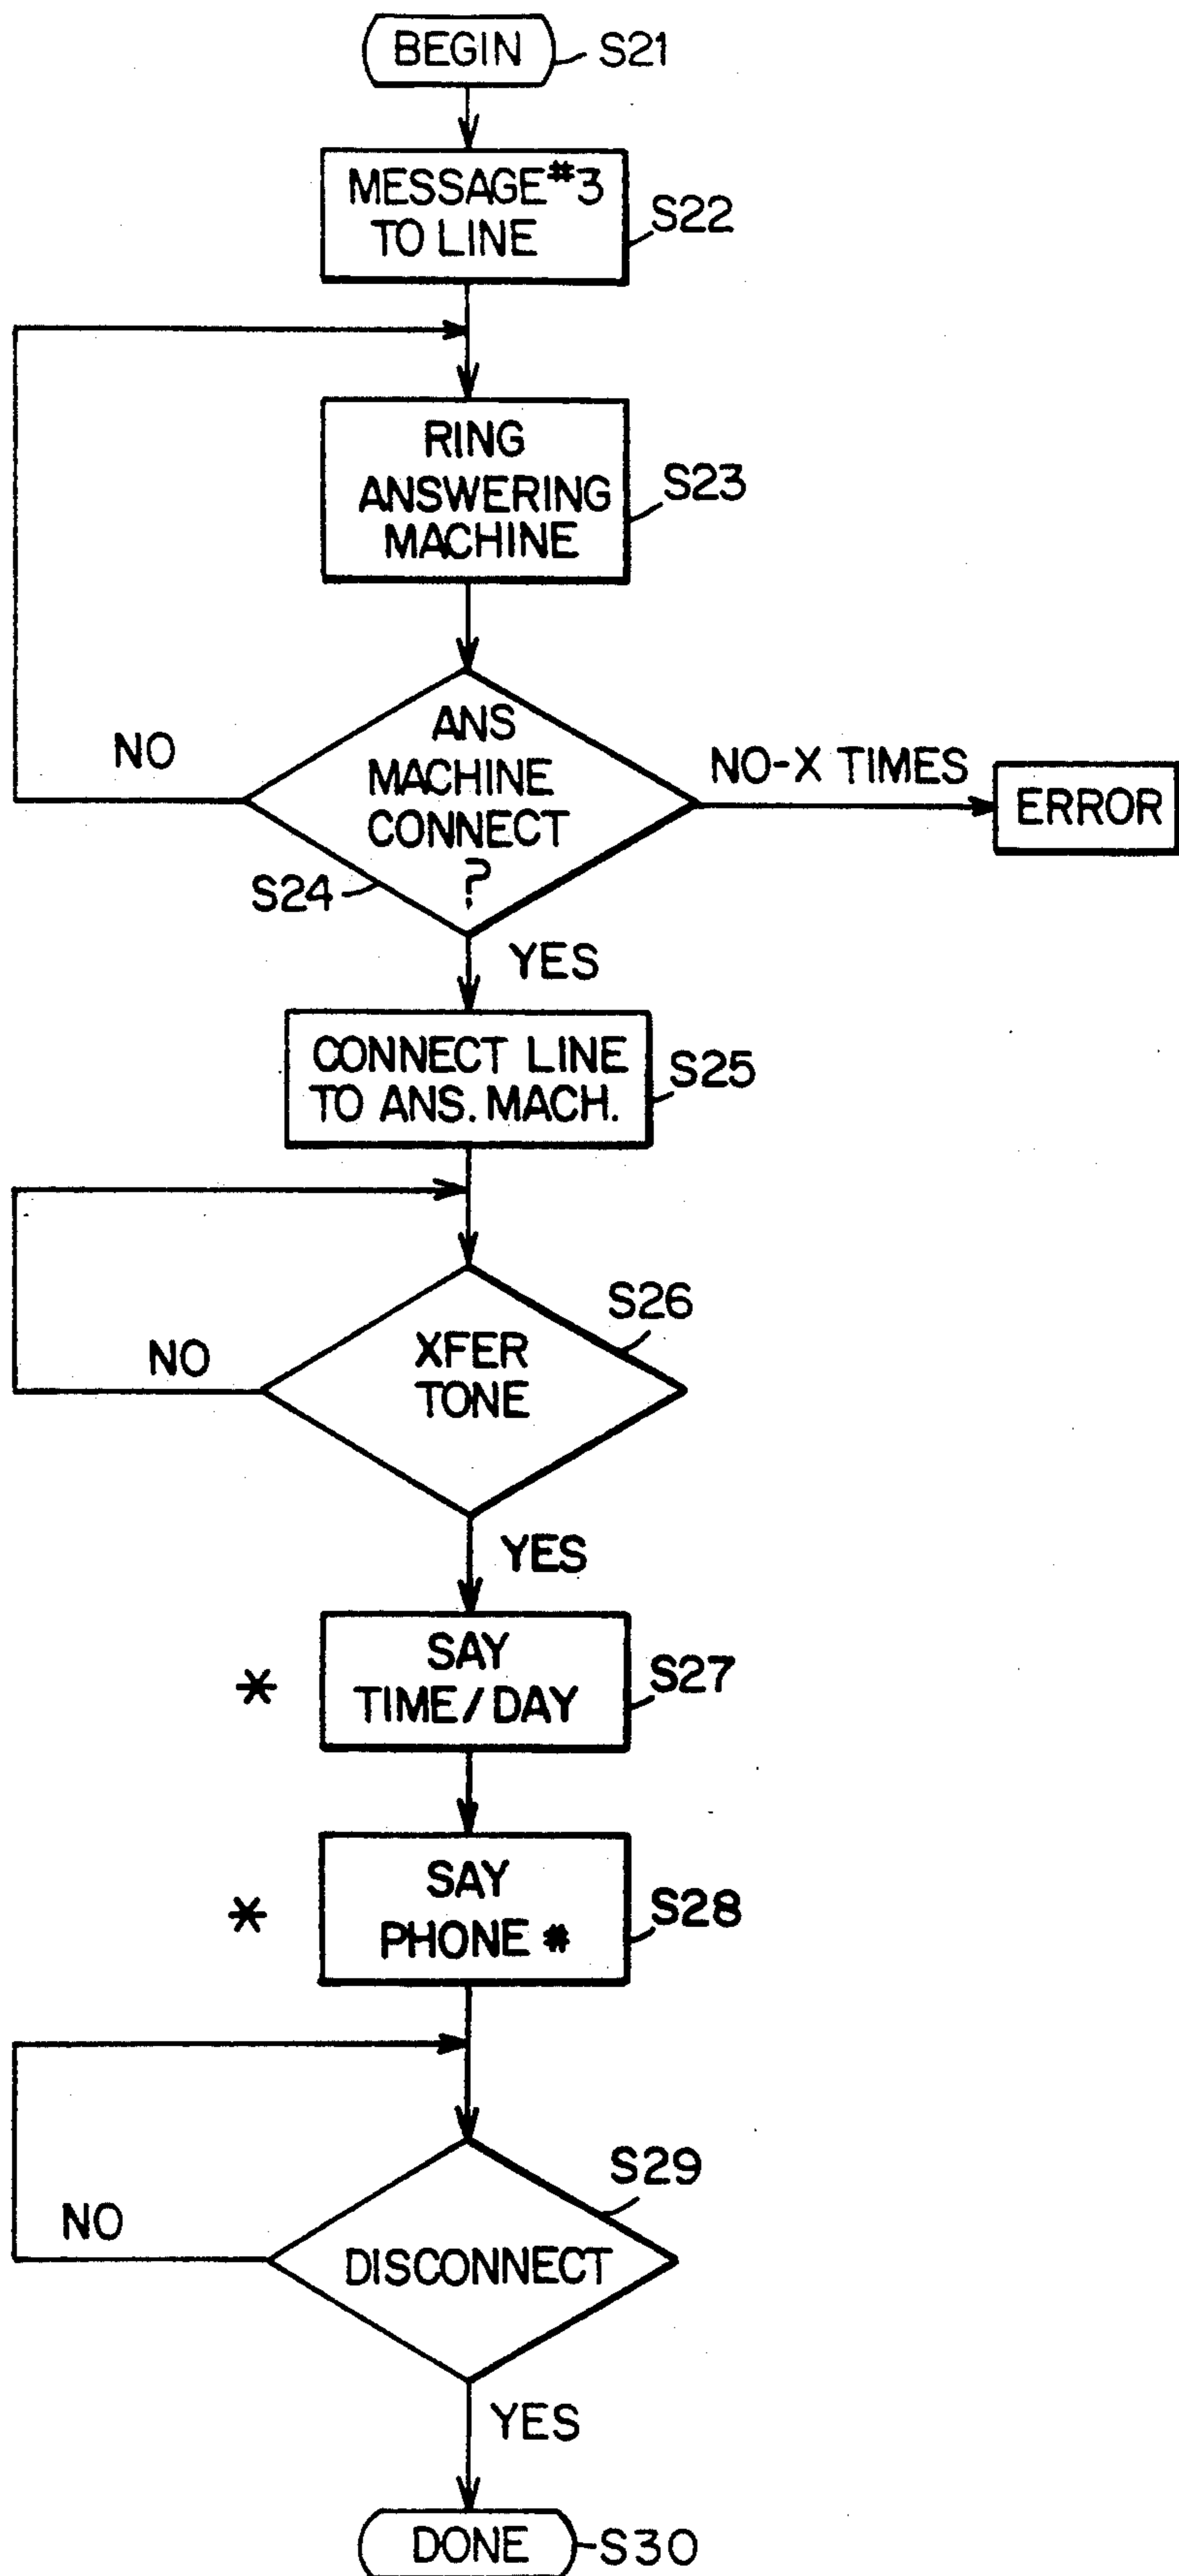 BEGIN S21
MESSAGE #3
TO LINE
S22
RING
ANSWERING
MACHINE
S23
ANS
MACHINE
CONNECT
?
S24
NO
NO-X TIMES
ERROR
YES
CONNECT LINE
TO ANS. MACH.
S25
S26
XFER
TONE
NO
YES
* SAY
TIME/DAY
S27
* SAY
PHONE #
S28
S29
DISCONNECT
NO
YES
DONE S30